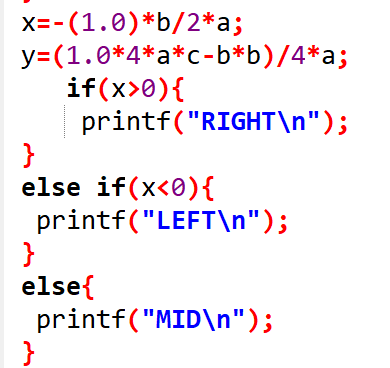 x=-(1.0)*b/2*a;
y=(1.0*4*a*c-b*b)/4*a;
if(x>0){
printf("RIGHT\n");
}
else if(x<0){
printf("LEFT\n");
}
else{
printf("MID\n");
}